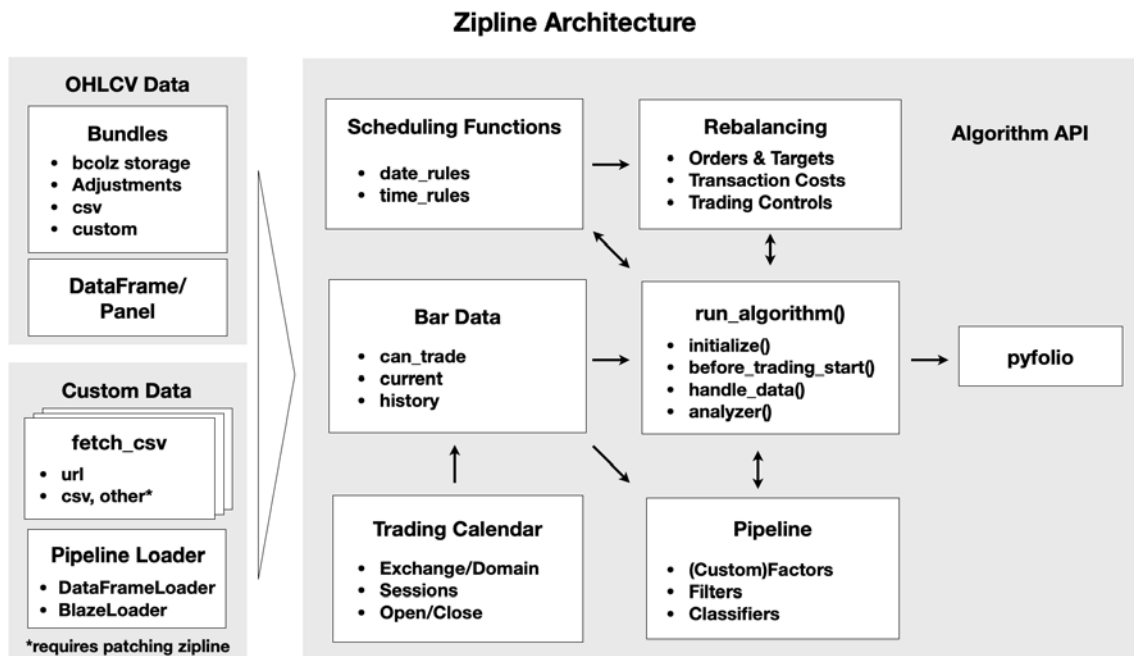 Zipline Architecture
OHLCV Data
Bundles
• bcolz storage
• Adjustments
• csv
• custom
DataFrame/
Panel
Custom Data
fetch_csv
• url
• csv, other*
Pipeline Loader
• DataFrameLoader
• BlazeLoader
*requires patching zipline
Scheduling Functions
• date_rules
• time_rules
Rebalancing
• Orders & Targets
• Transaction Costs
• Trading Controls
Algorithm API
Bar Data
• can_trade
• current
• history
run_algorithm()
• initialize()
• before_trading_start()
• handle_data()
• analyzer()
pyfolio
Trading Calendar
• Exchange/Domain
• Sessions
• Open/Close
Pipeline
• (Custom)Factors
• Filters
• Classifiers